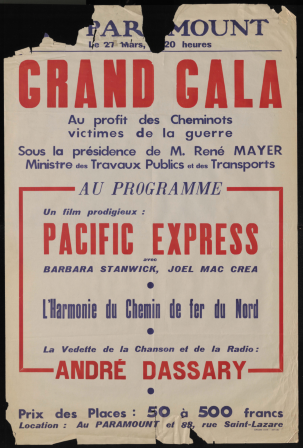 PARAMOUNT
Le 27 Mars, 20 heures
GRAND GALA
Au profit des Cheminots
victimes de la guerre
Sous la présidence de M. René MAYER
Ministre des Travaux Publics et des Transports
AU PROGRAMME
Un film prodigieux :
PACIFIC EXPRESS
avec
BARBARA STANWICK, JOEL MAC CREA
L'Harmonie du Chemin de fer du Nord
La Vedette de la Chanson et de la Radio :
ANDRÉ DASSARY
Prix des Places : 50 à 500 francs
Location : Au PARAMOUNT et 88, rue Saint-Lazare